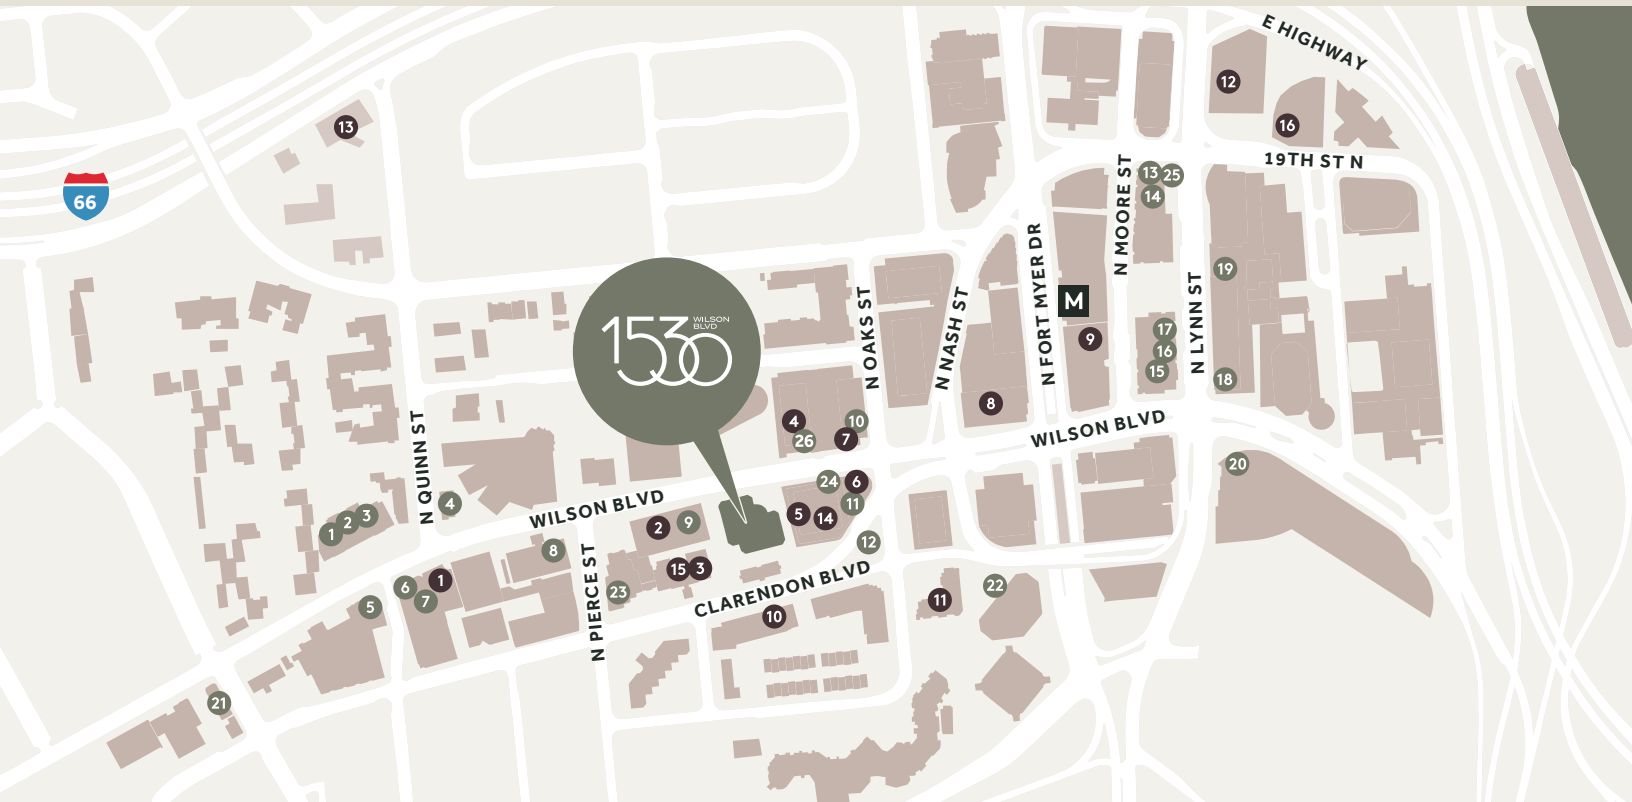 E HIGHWAY
12
16
13
19TH ST N
13
25
14
66
N MOORE ST
19
N FORT MYER DR
M
N LYNN ST
N OAKS ST
N NASH ST
1530
WILSON
BLVD
17
9
16
15
18
8
4
10
26
7
WILSON BLVD
N QUINN ST
20
24
6
4
11
WILSON BLVD
3
2
1
2
9
5
14
12
8
N PIERCE ST
15
3
CLARENDON BLVD
1
6
7
5
23
22
11
10
21